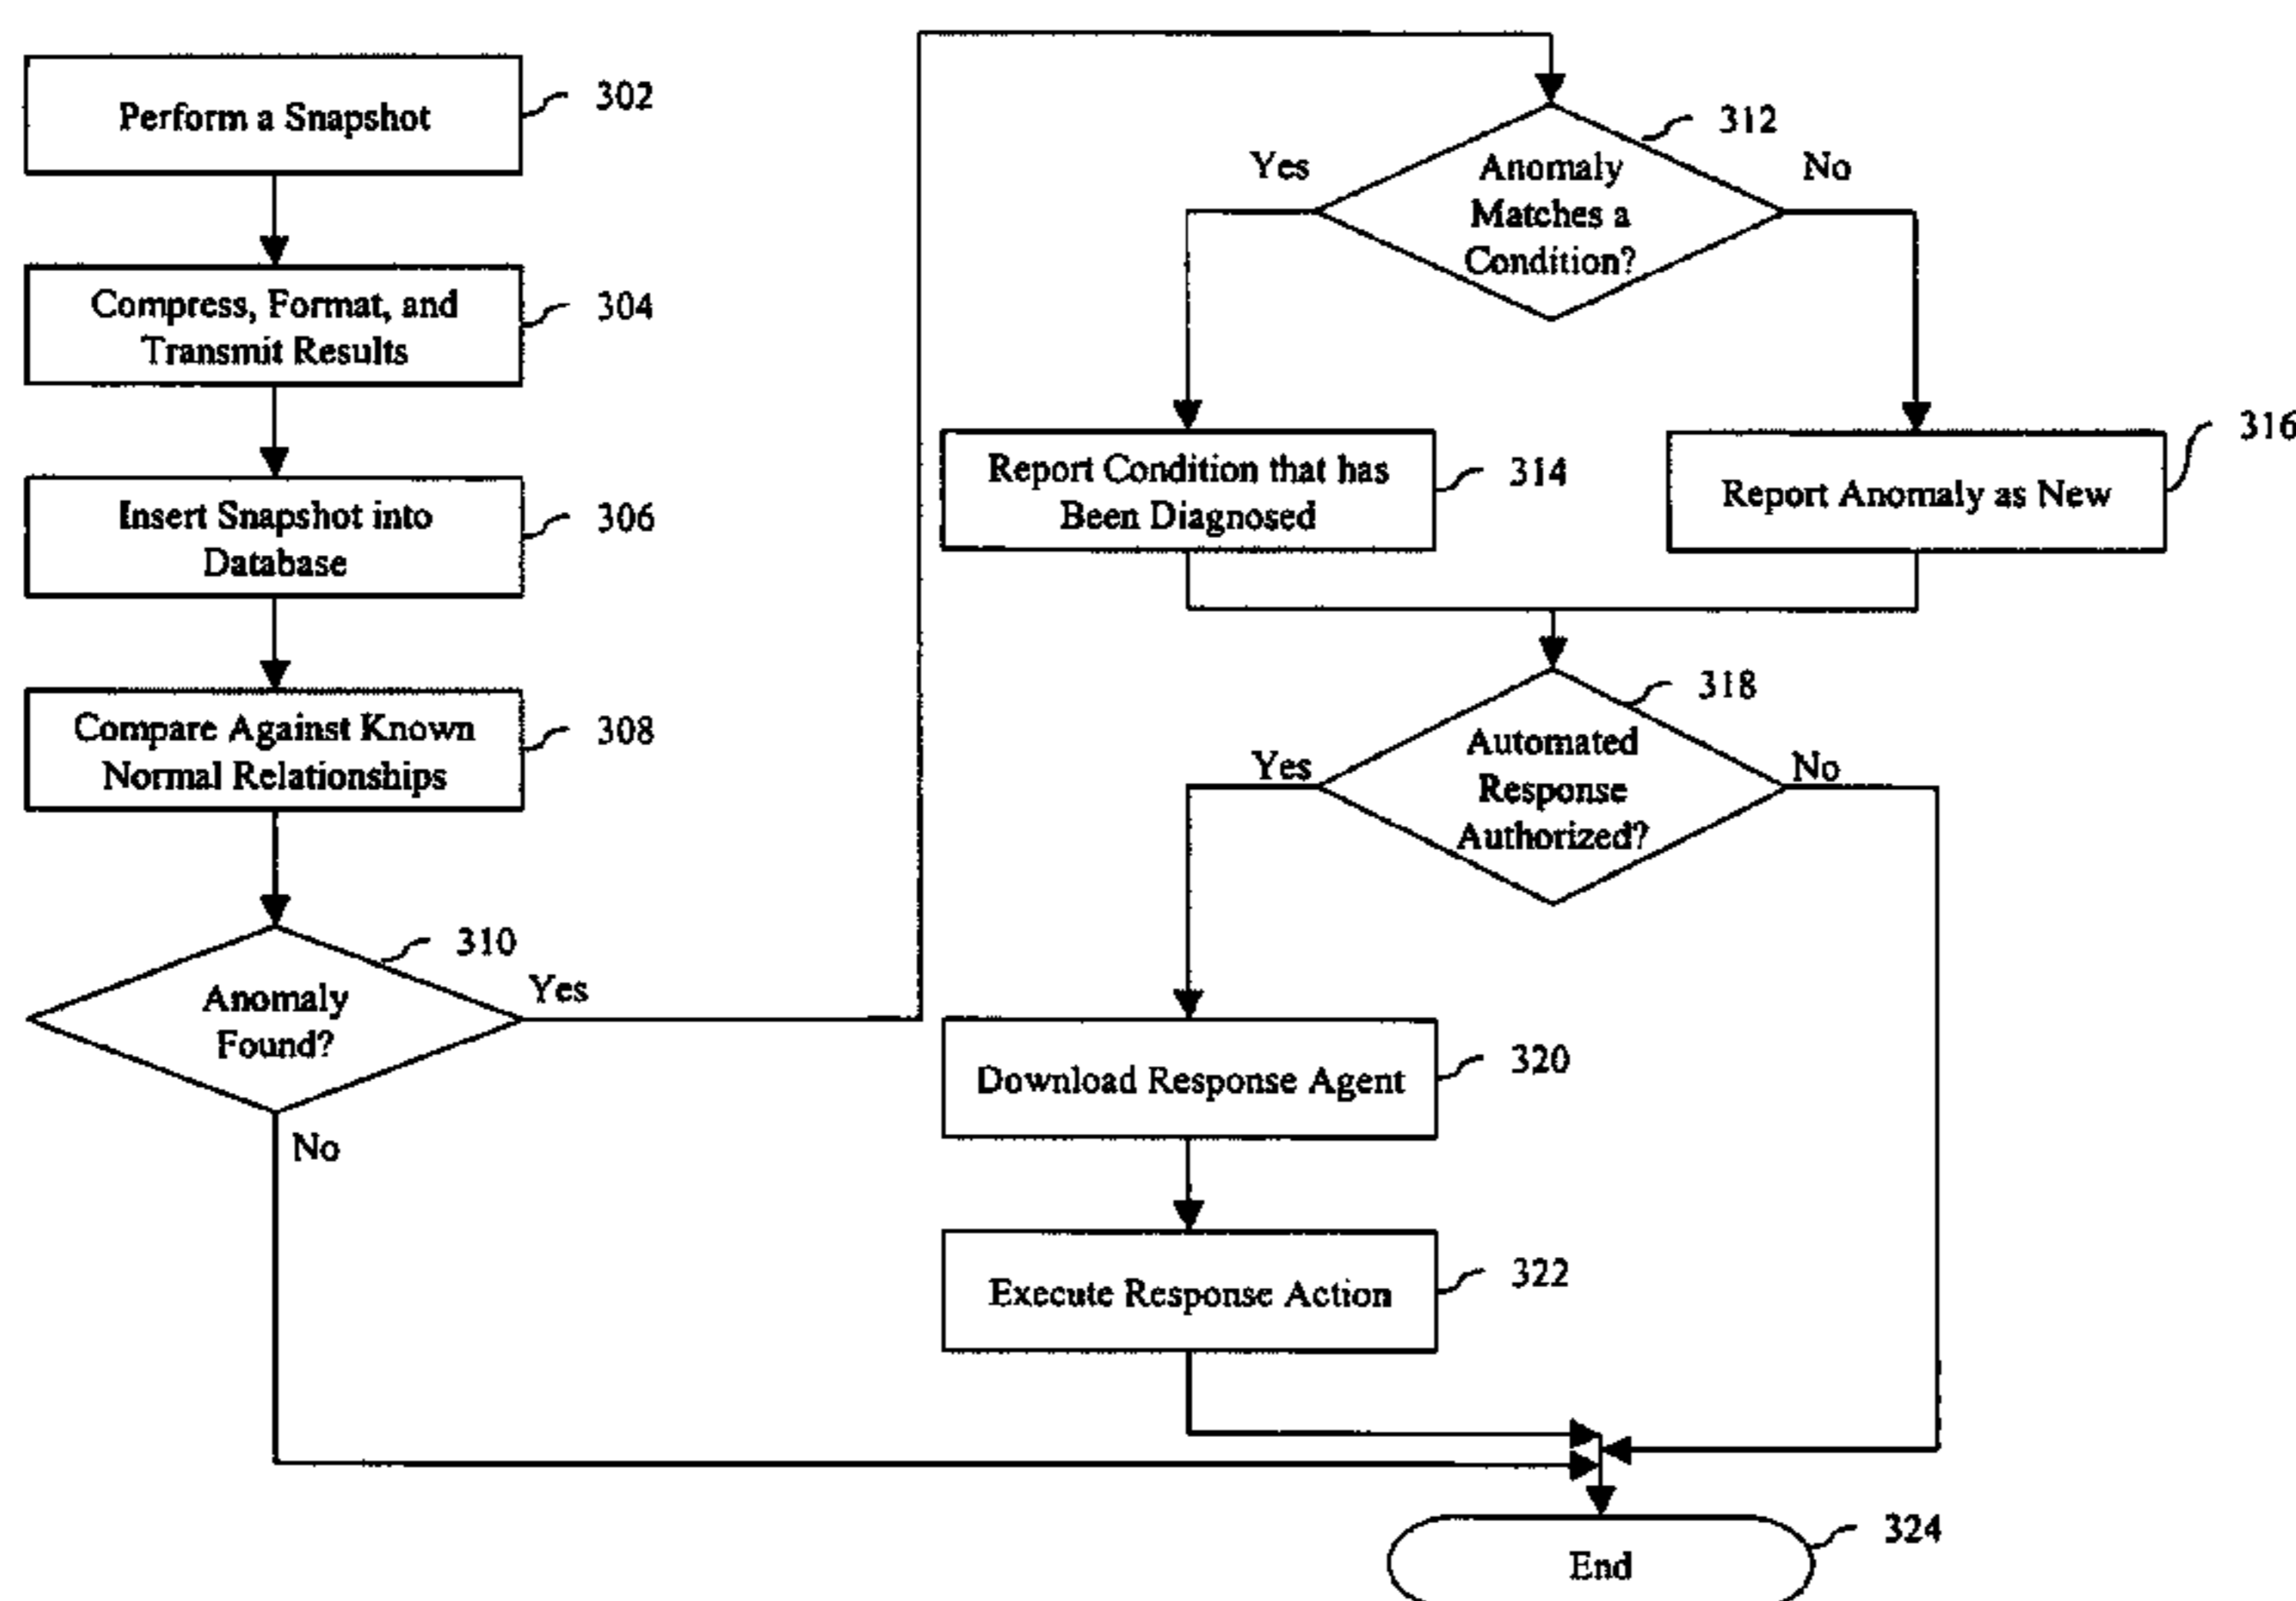 Perform a Snapshot
302
Compress, Format, and
Transmit Results
304
Insert Snapshot into
Database
306
Compare Against Known
Normal Relationships
308
310
Anomaly
Found?
Yes
No
312
Yes
Anomaly
Matches a
Condition?
No
Report Condition that has
Been Diagnosed
314
Report Anomaly as New
316
318
Yes
Automated
Response
Authorized?
No
Download Response Agent
320
Execute Response Action
322
End
324